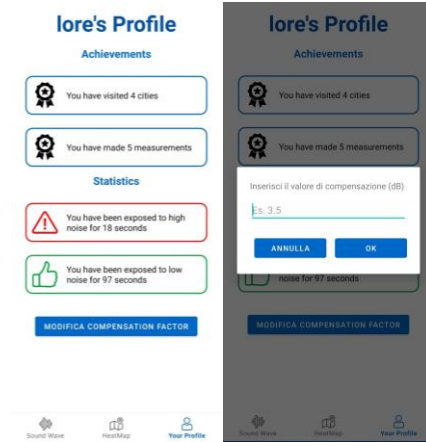 lore's Profile
Achievements
You have visited 4 cities
You have made 5 measurements
Statistics
You have been exposed to high
noise for 18 seconds
You have been exposed to low
noise for 97 seconds
MODIFICA COMPENSATION FACTOR
Sound Wave
HeatMap
Your Profile
lore's Profile
Achievements
You have visited 4 cities
You have made 5 measurements
Inserisci il valore di compensazione (dB)
Es. 3.5
ANNULLA
OK
noise for 97 seconds
MODIFICA COMPENSATION FACTOR
Sound Wave
HeatMap
Your Profile